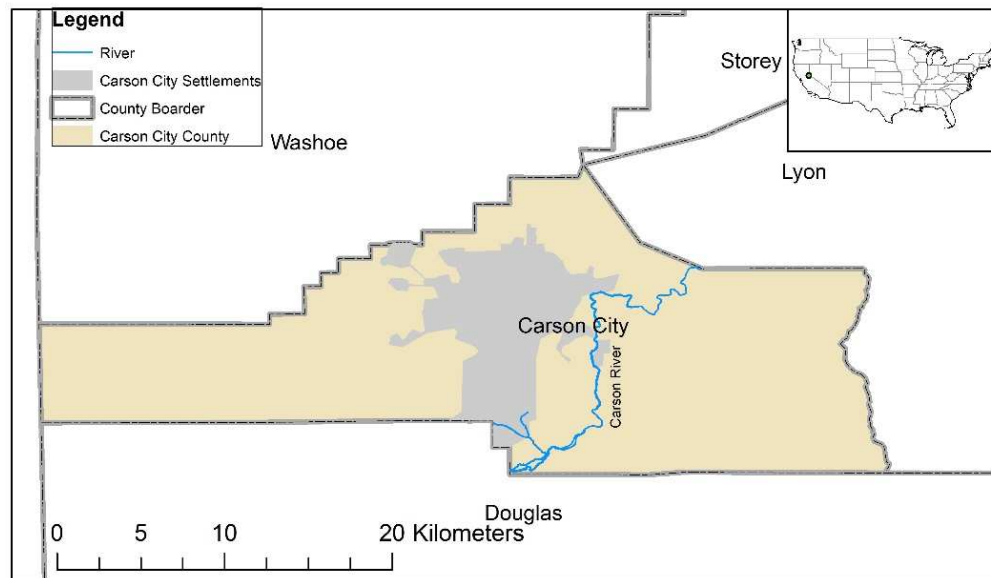 Legend
River
Carson City Settlements
County Boarder
Carson City County
Storey
Washoe
Lyon
Carson City
Carson River
Douglas
0 5 10 20 Kilometers